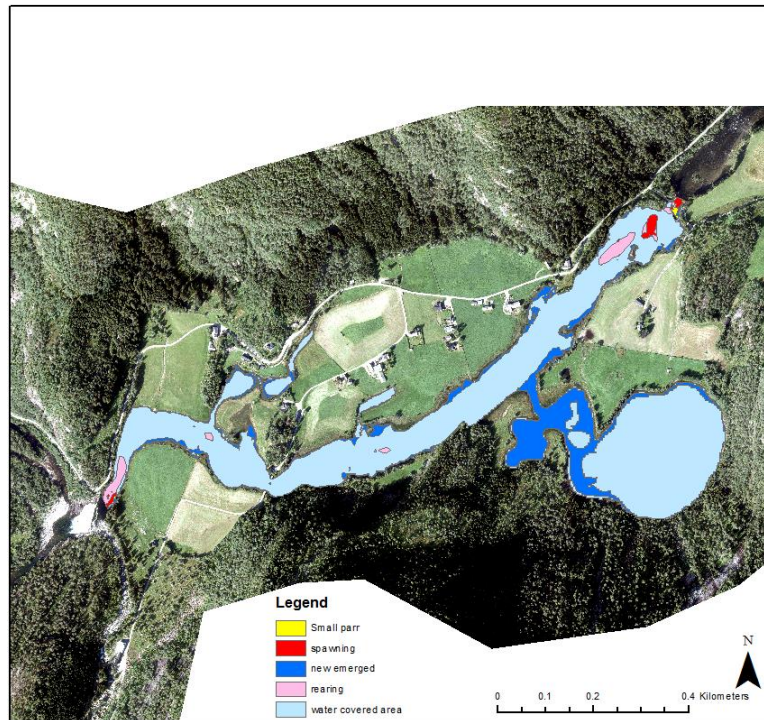 Legend
Small parr
spawning
new emerged
rearing
water covered area
N
0 0.1 0.2 0.4 Kilometers